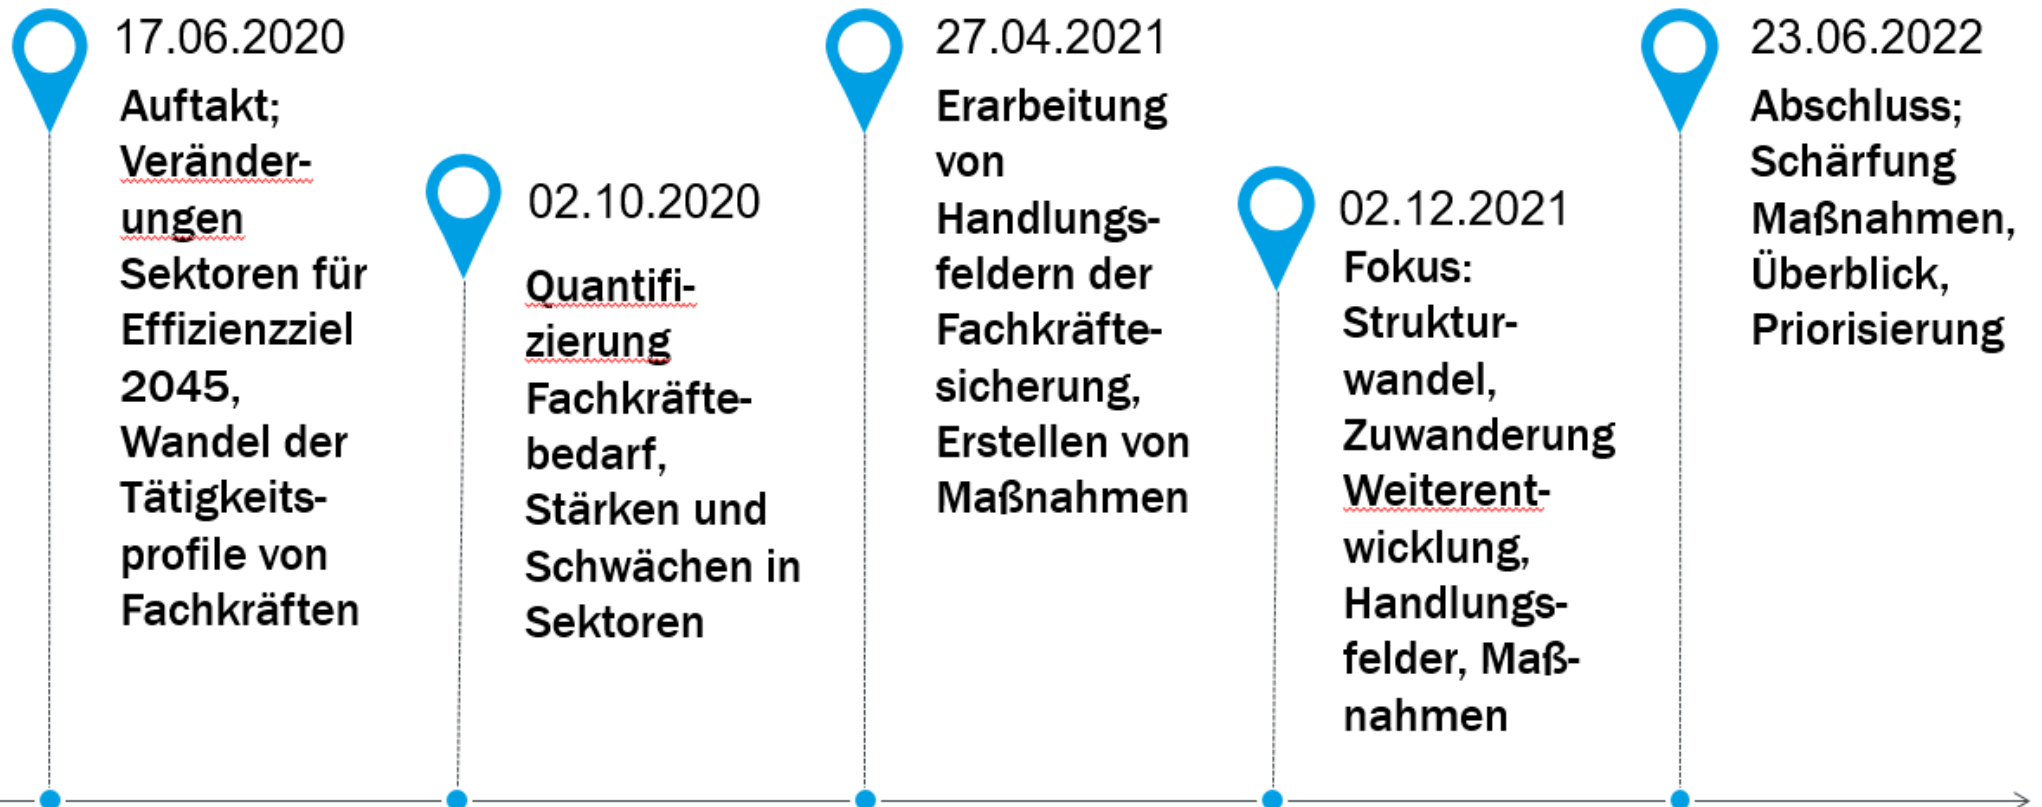 17.06.2020
Auftakt;
Veränder-
ungen
Sektoren für
Effizienzziel
2045,
Wandel der
Tätigkeits-
profile von
Fachkräften
02.10.2020
Quantifi-
zierung
Fachkräfte-
bedarf,
Stärken und
Schwächen in
Sektoren
27.04.2021
Erarbeitung
von
Handlungs-
feldern der
Fachkräfte-
sicherung,
Erstellen von
Maßnahmen
02.12.2021
Fokus:
Struktur-
wandel,
Zuwanderung
Weiterent-
wicklung,
Handlungs-
felder, Maß-
nahmen
23.06.2022
Abschluss;
Schärfung
Maßnahmen,
Überblick,
Priorisierung